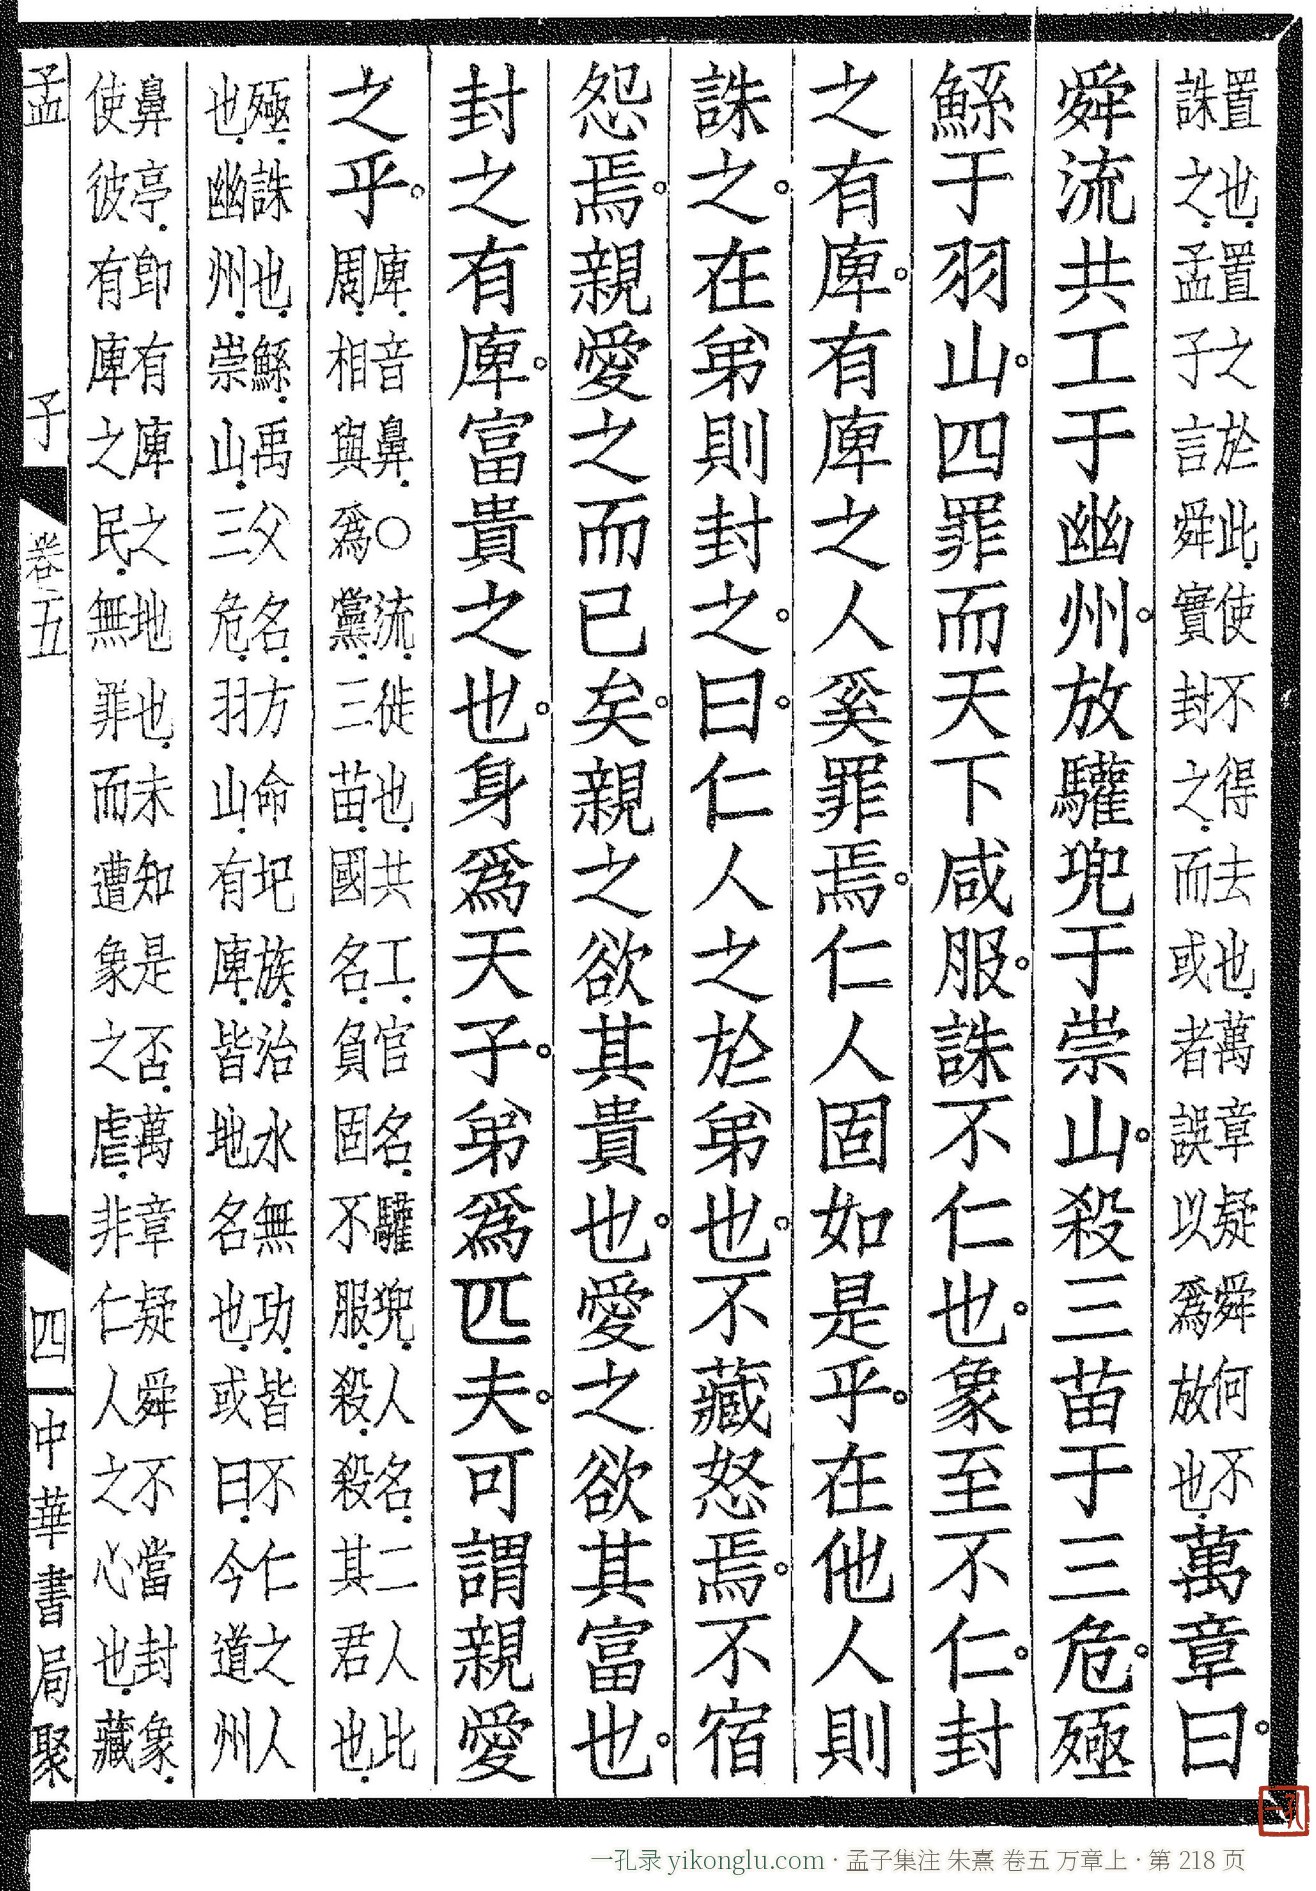 置也。置之於此。使不得去也。萬章疑舜何不
誅之。孟子言舜實封之。而或者誤以爲放也。萬章曰。
舜流共工于幽州。放驩兜于崇山。殺三苗于三危。殛
鯀于羽山。四罪而天下咸服。誅不仁也。象至不仁。封
之有庳。有庳之人奚罪焉。仁人固如是乎。在他人則
誅之。在弟則封之。曰。仁人之於弟也。不藏怒焉。不宿
怨焉。親愛之而已矣。親之欲其貴也。愛之欲其富也。
封之有庳。富貴之也。身爲天子。弟爲匹夫。可謂親愛
之乎。
庳音鼻。○流。徙也。共工。官名。驩兜。人名。二人比
周。相與爲黨。三苗。國名。負固不服。殺。殺其君也。
殛。誅也。鯀。禹父名。方命圮族。治水無功。皆不仁之人
也。幽州。崇山。三危。羽山。有庳。皆地名也。或曰。今道州
鼻亭。卽有庳之地也。未知是否。萬章疑舜不當封象。
使彼有庳之民。無罪而遭象之虐。非仁人之心也。藏
孟子 卷五 四 中華書局聚
一孔录 yikonglu.com · 孟子集注 朱熹 卷五 万章上 · 第 218 页